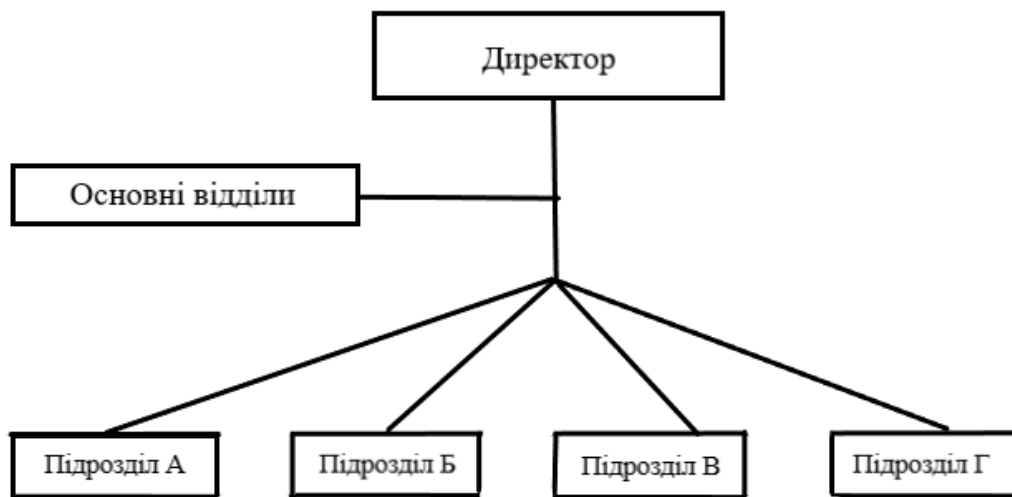 Директор
Основні відділи
Підрозділ А
Підрозділ Б
Підрозділ В
Підрозділ Г